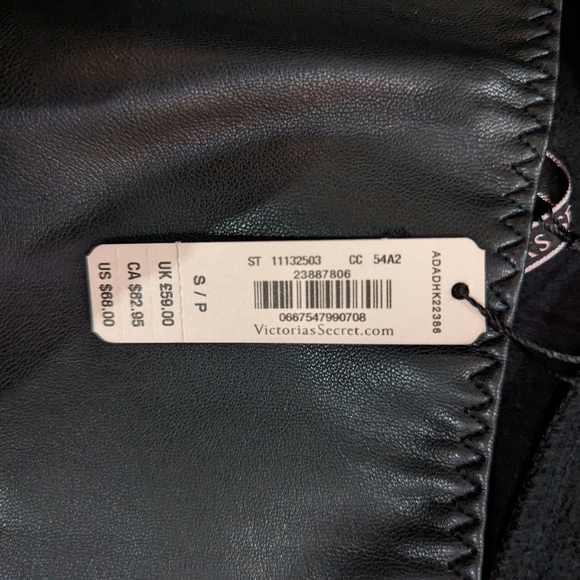 ST 11132503 CC 54A2
23887806
0667547990708
VictoriasSecret.com
S / P
UK £59.00
CA $82.95
US $68.00
ADADHK22386